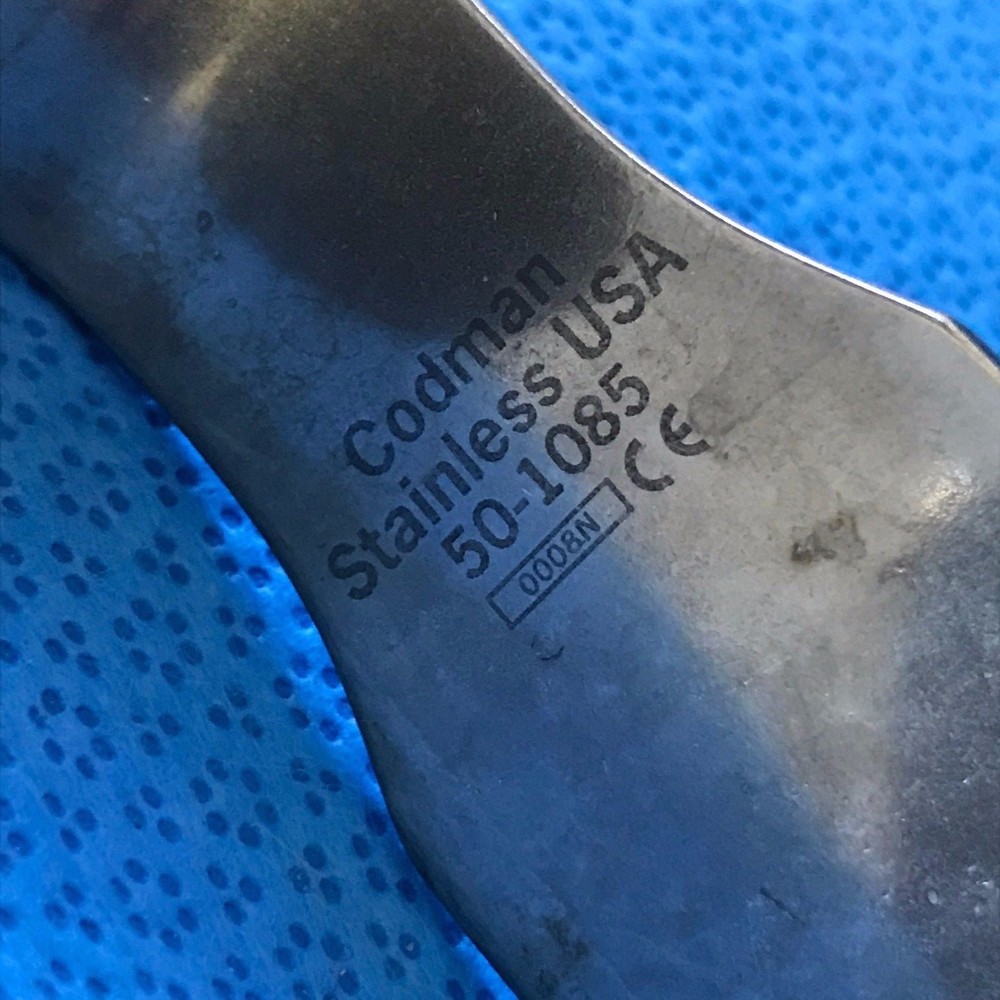 Codman
Stainless USA
50-1085
CE
0008N